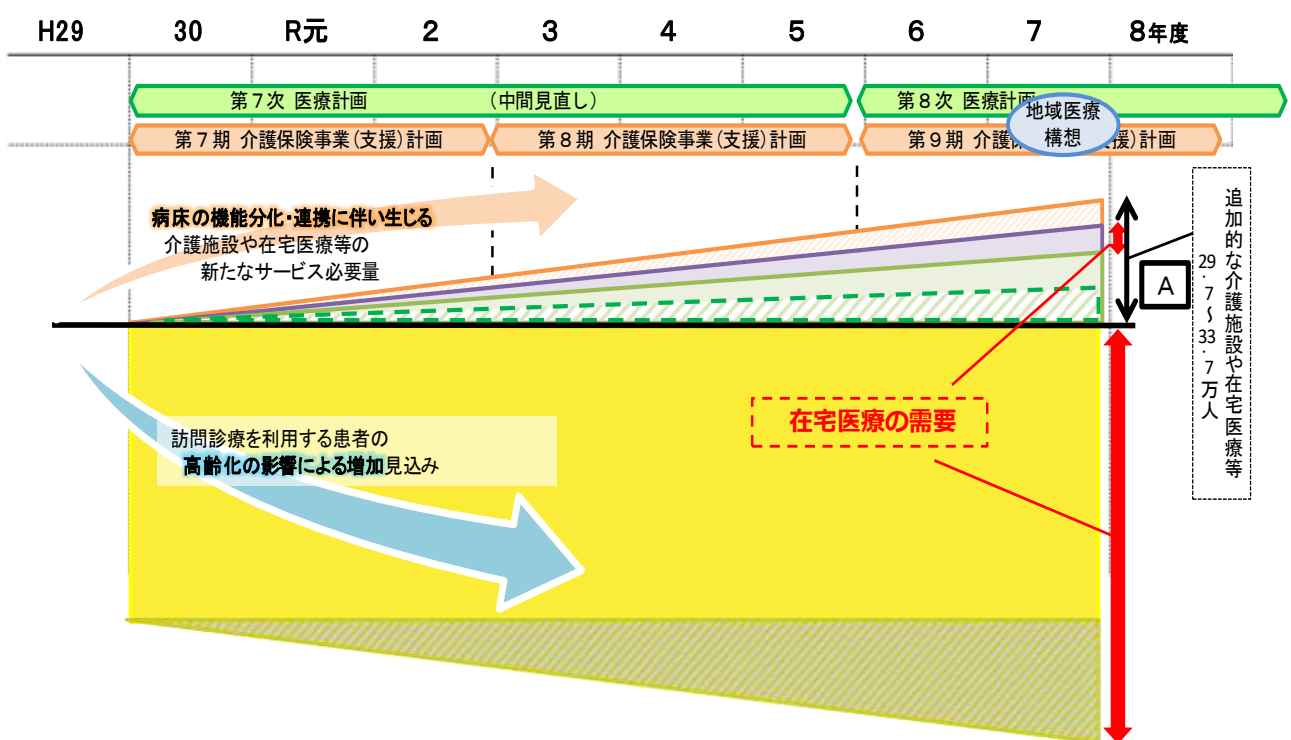 H29
30
R元
2
3
4
5
6
7
8年度
第7次 医療計画
(中間見直し)
第8次 医療計画
地域医療
構想
第7期 介護保険事業(支援)計画
第8期 介護保険事業(支援)計画
第9期 介護 支援)計画
病床の機能分化・連携に伴い生じる
介護施設や在宅医療等の
新たなサービス必要量
A
追加的な介護施設や在宅医療等
29.7~33.7万人
在宅医療の需要
訪問診療を利用する患者の
高齢化の影響による増加見込み